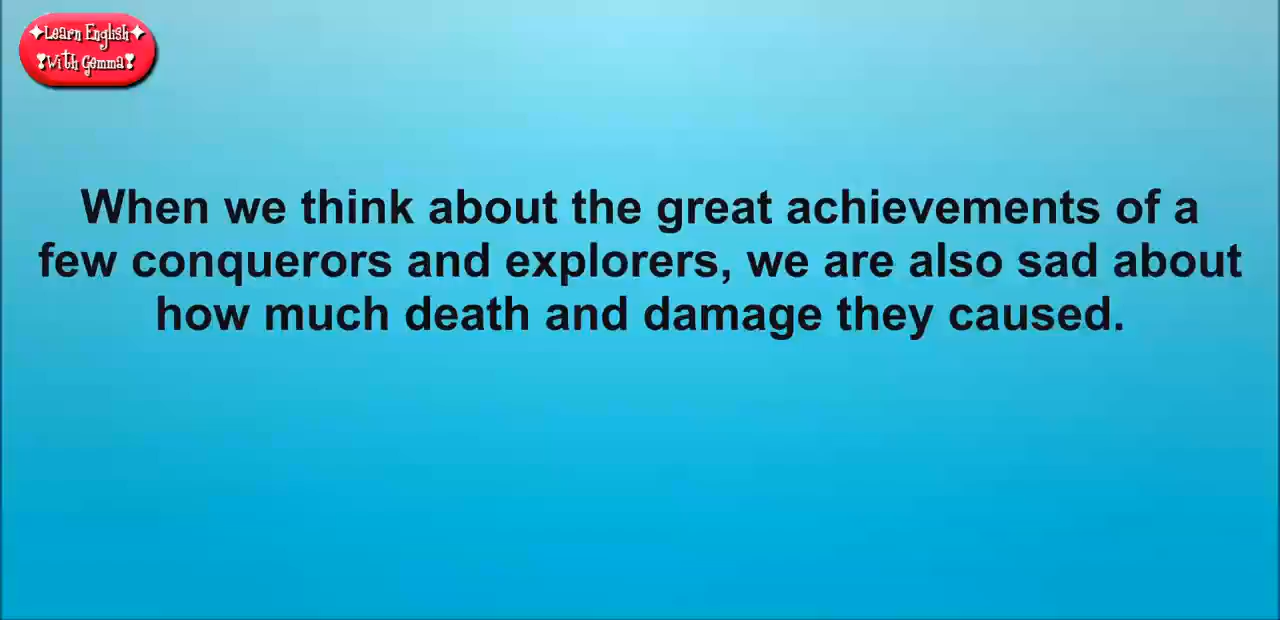 ✦Learn English✦
❣With Gemma❣
When we think about the great achievements of a
few conquerors and explorers, we are also sad about
how much death and damage they caused.